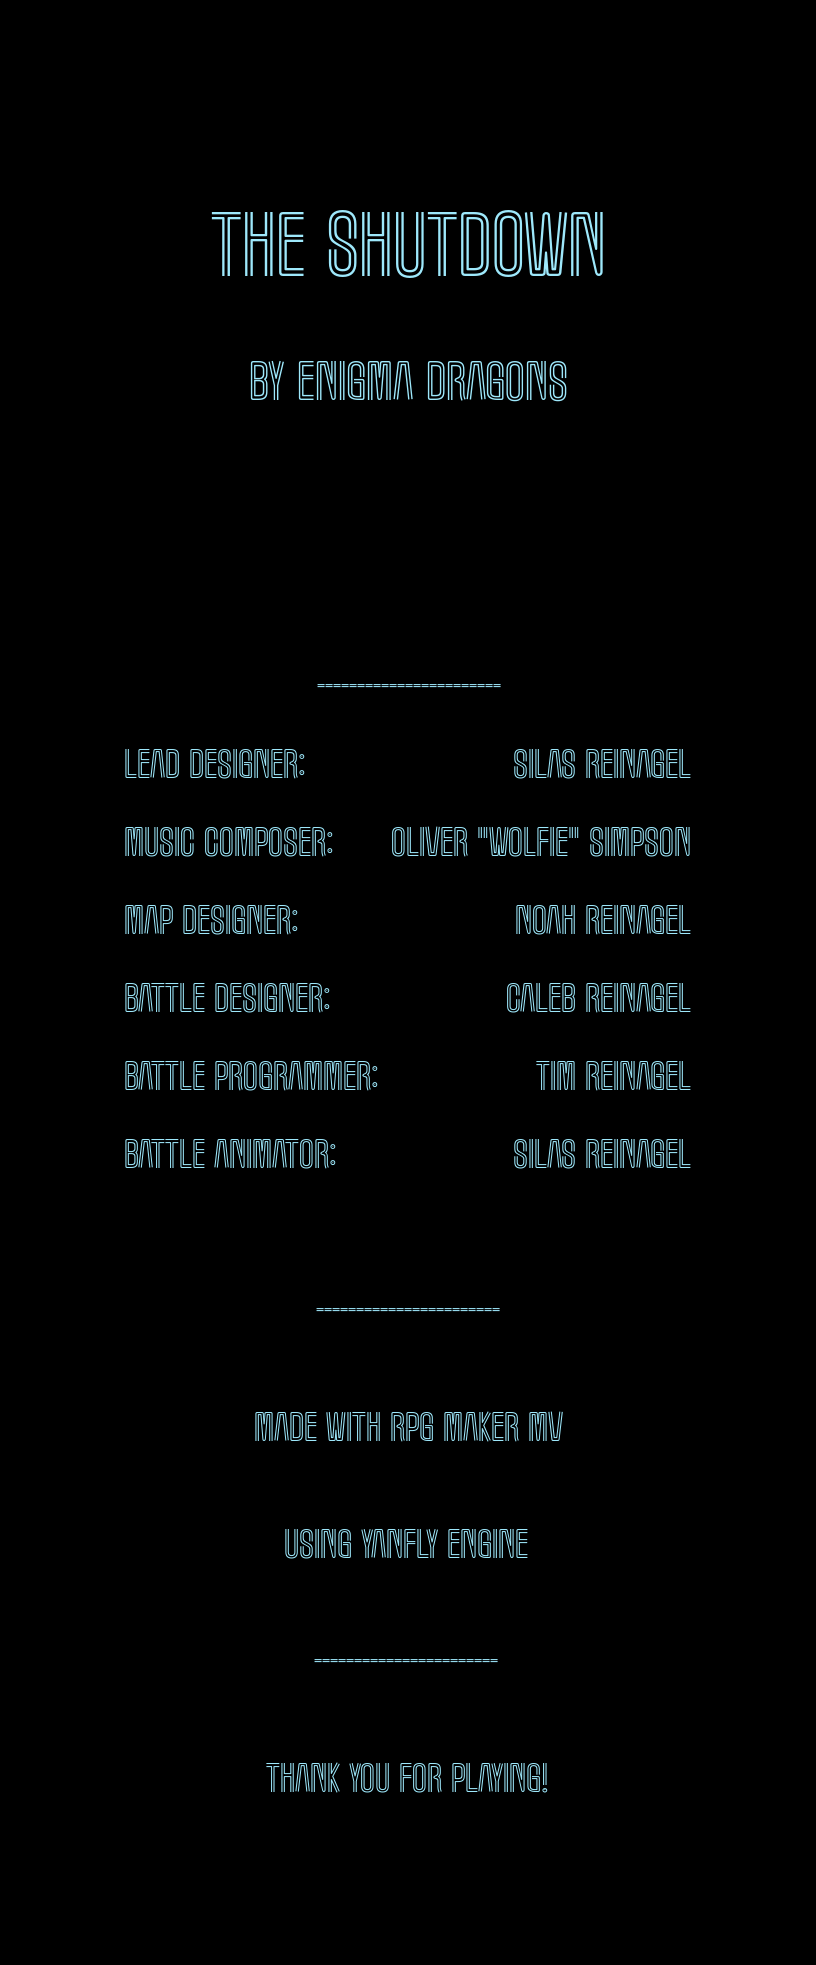 THE SHUTDOWN
BY ENIGMA DRAGONS
=======================
LEAD DESIGNER: SILAS REINAGEL
MUSIC COMPOSER: OLIVER "WOLFIE" SIMPSON
MAP DESIGNER: NOAH REINAGEL
BATTLE DESIGNER: CALEB REINAGEL
BATTLE PROGRAMMER: TIM REINAGEL
BATTLE ANIMATOR: SILAS REINAGEL
=======================
MADE WITH RPG MAKER MV
USING YANFLY ENGINE
=======================
THANK YOU FOR PLAYING!